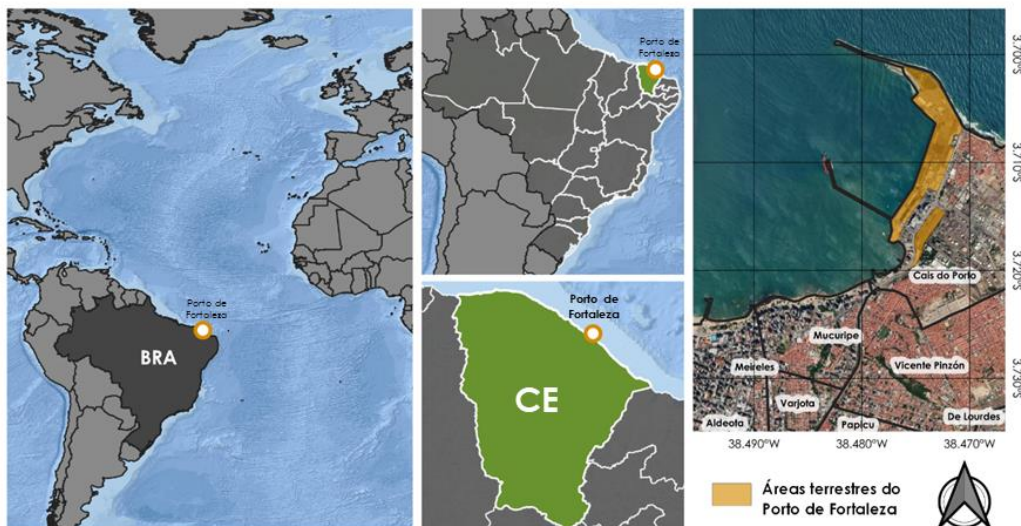 Porto de
Fortaleza
BRA
Porto de
Fortaleza
Porto de
Fortaleza
CE
3.700°S
3.710°S
3.720°S
3.730°S
Cais do Porto
Mucuripe
Meireles
Vicente Pinzón
Varjota
Aldeota
Papicu
De Lourdes
38.490°W
38.480°W
38.470°W
Áreas terrestres do
Porto de Fortaleza